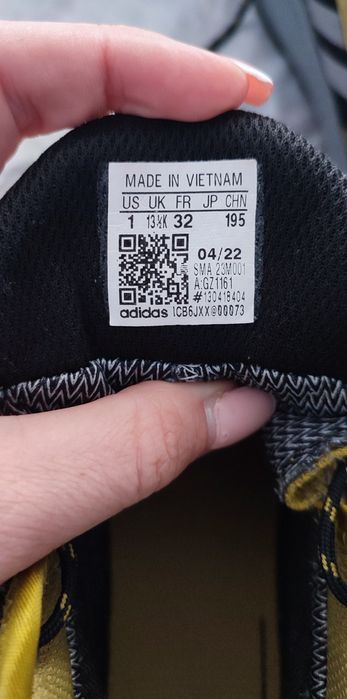 MADE IN VIETNAM
US UK FR JP CHN
1 13½K 32 195
04/22
SMA 23M001
A:GZ1161
#130418404
adidas ICB6JXX@00073